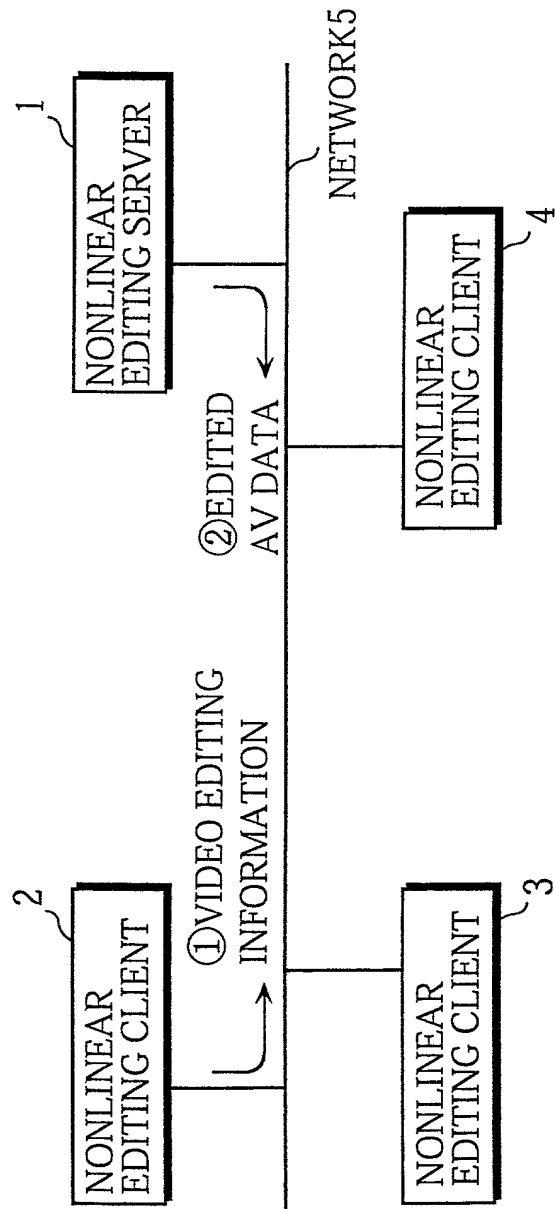 2
NONLINEAR
EDITING CLIENT
①VIDEO EDITING
INFORMATION
1
NONLINEAR
EDITING SERVER
②EDITED
AV DATA
NETWORK5
NONLINEAR
EDITING CLIENT
3
NONLINEAR
EDITING CLIENT
4